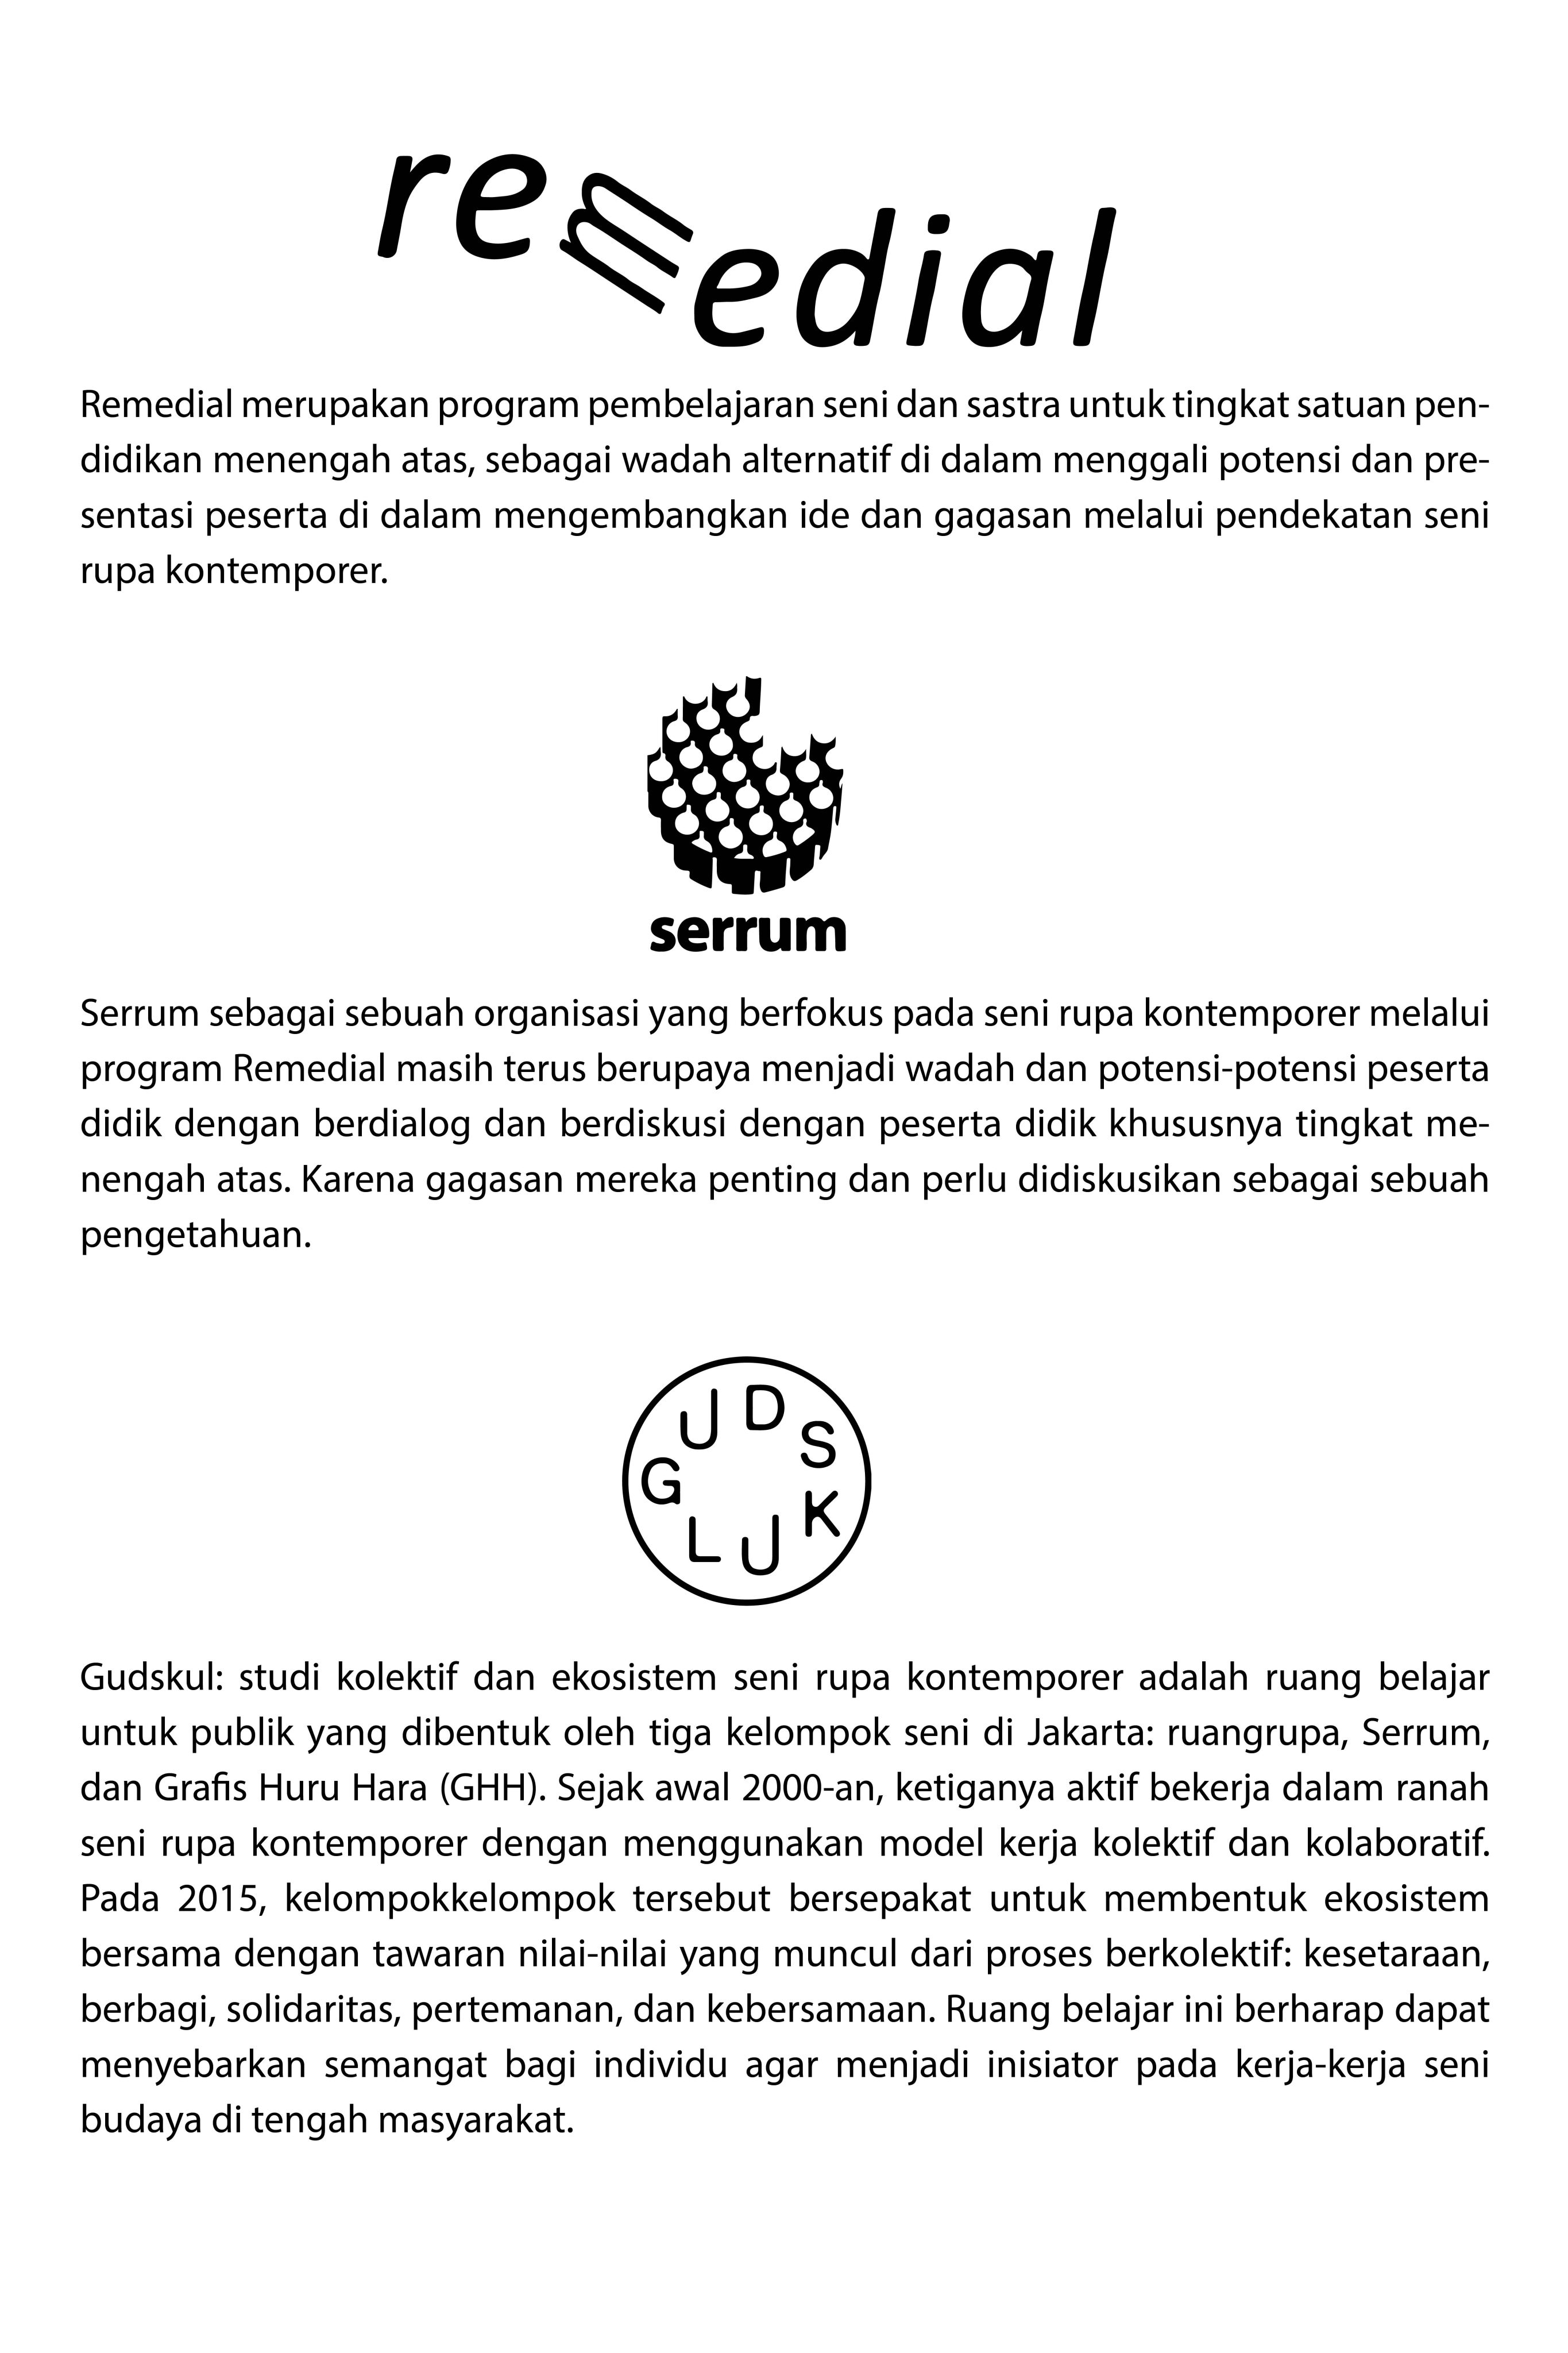 remedial
Remedial merupakan program pembelajaran seni dan sastra untuk tingkat satuan pen-
didikan menengah atas, sebagai wadah alternatif di dalam menggali potensi dan pre-
sentasi peserta di dalam mengembangkan ide dan gagasan melalui pendekatan seni
rupa kontemporer.
serrum
Serrum sebagai sebuah organisasi yang berfokus pada seni rupa kontemporer melalui
program Remedial masih terus berupaya menjadi wadah dan potensi-potensi peserta
didik dengan berdialog dan berdiskusi dengan peserta didik khususnya tingkat me-
nengah atas. Karena gagasan mereka penting dan perlu didiskusikan sebagai sebuah
pengetahuan.
GUDSKUL
Gudskul: studi kolektif dan ekosistem seni rupa kontemporer adalah ruang belajar
untuk publik yang dibentuk oleh tiga kelompok seni di Jakarta: ruangrupa, Serrum,
dan Grafis Huru Hara (GHH). Sejak awal 2000-an, ketiganya aktif bekerja dalam ranah
seni rupa kontemporer dengan menggunakan model kerja kolektif dan kolaboratif.
Pada 2015, kelompokkelompok tersebut bersepakat untuk membentuk ekosistem
bersama dengan tawaran nilai-nilai yang muncul dari proses berkolektif: kesetaraan,
berbagi, solidaritas, pertemanan, dan kebersamaan. Ruang belajar ini berharap dapat
menyebarkan semangat bagi individu agar menjadi inisiator pada kerja-kerja seni
budaya di tengah masyarakat.